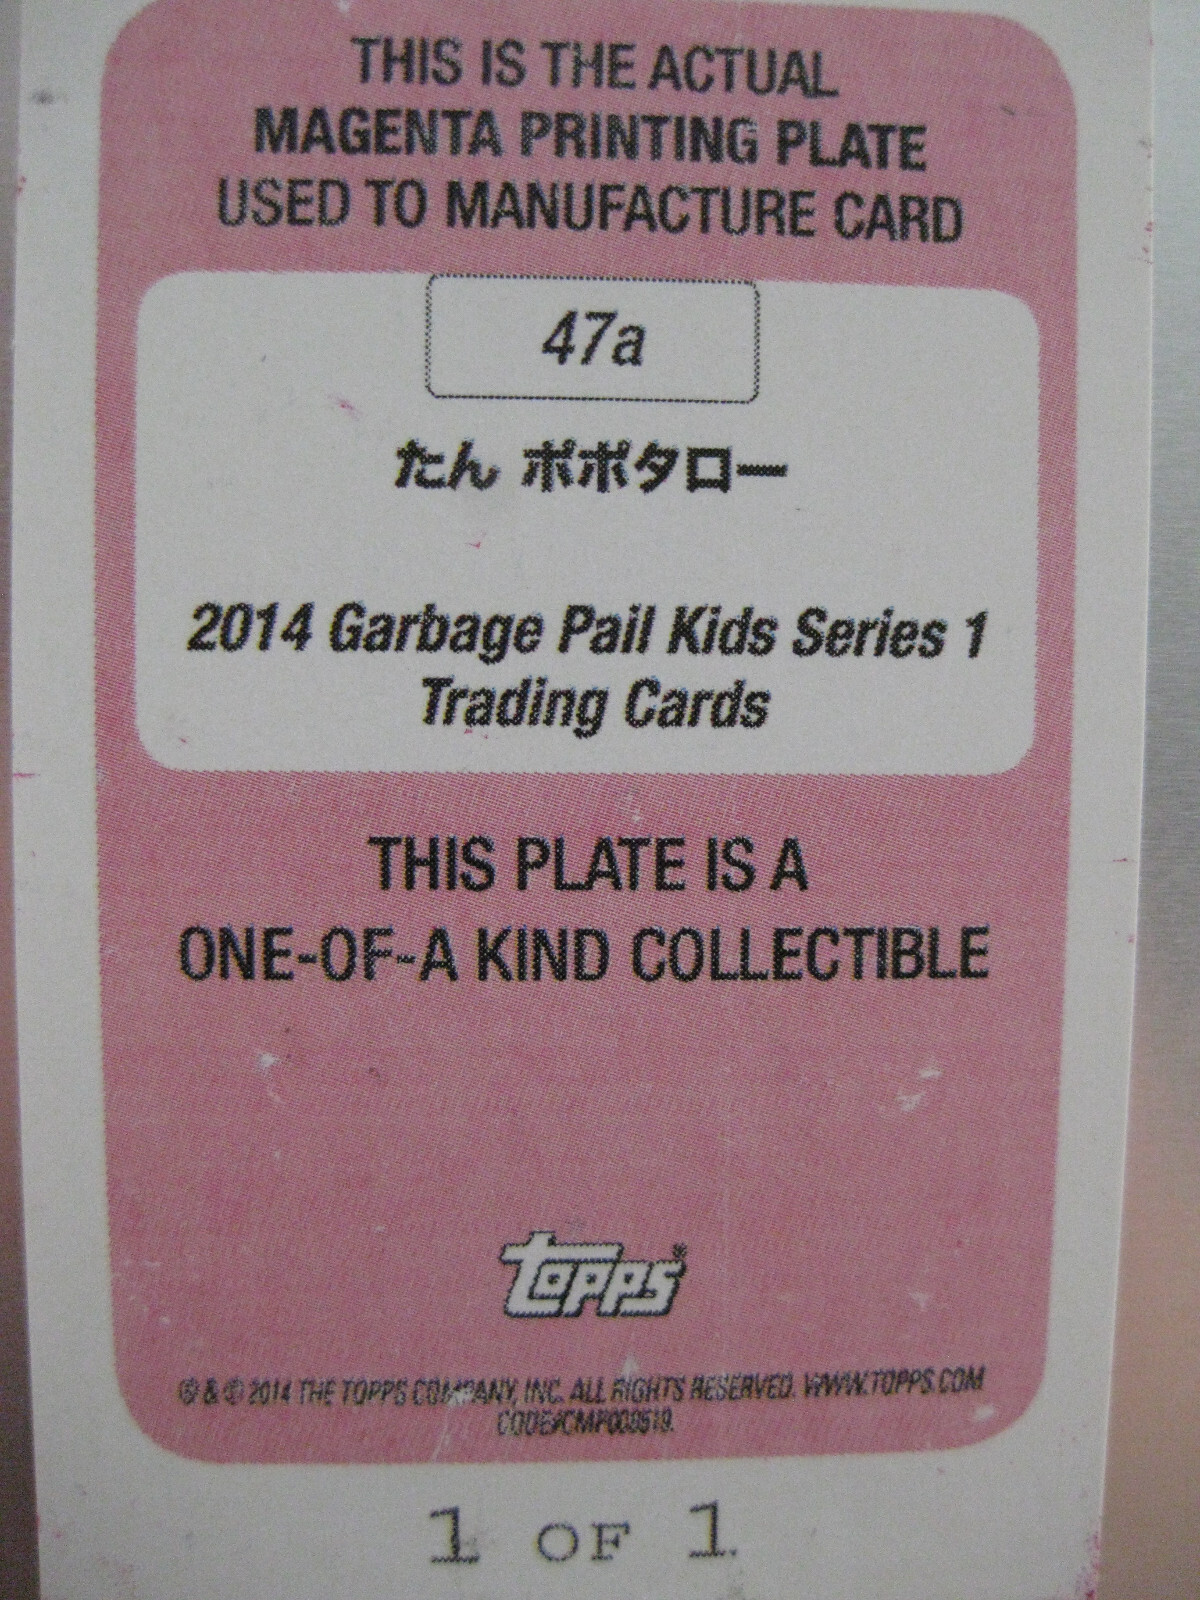 THIS IS THE ACTUAL
MAGENTA PRINTING PLATE
USED TO MANUFACTURE CARD
47a
たん ポポタロー
2014 Garbage Pail Kids Series 1
Trading Cards
THIS PLATE IS A
ONE-OF-A KIND COLLECTIBLE
topps®
® & © 2014 THE TOPPS COMPANY, INC. ALL RIGHTS RESERVED. WWW.TOPPS.COM
1 OF 1